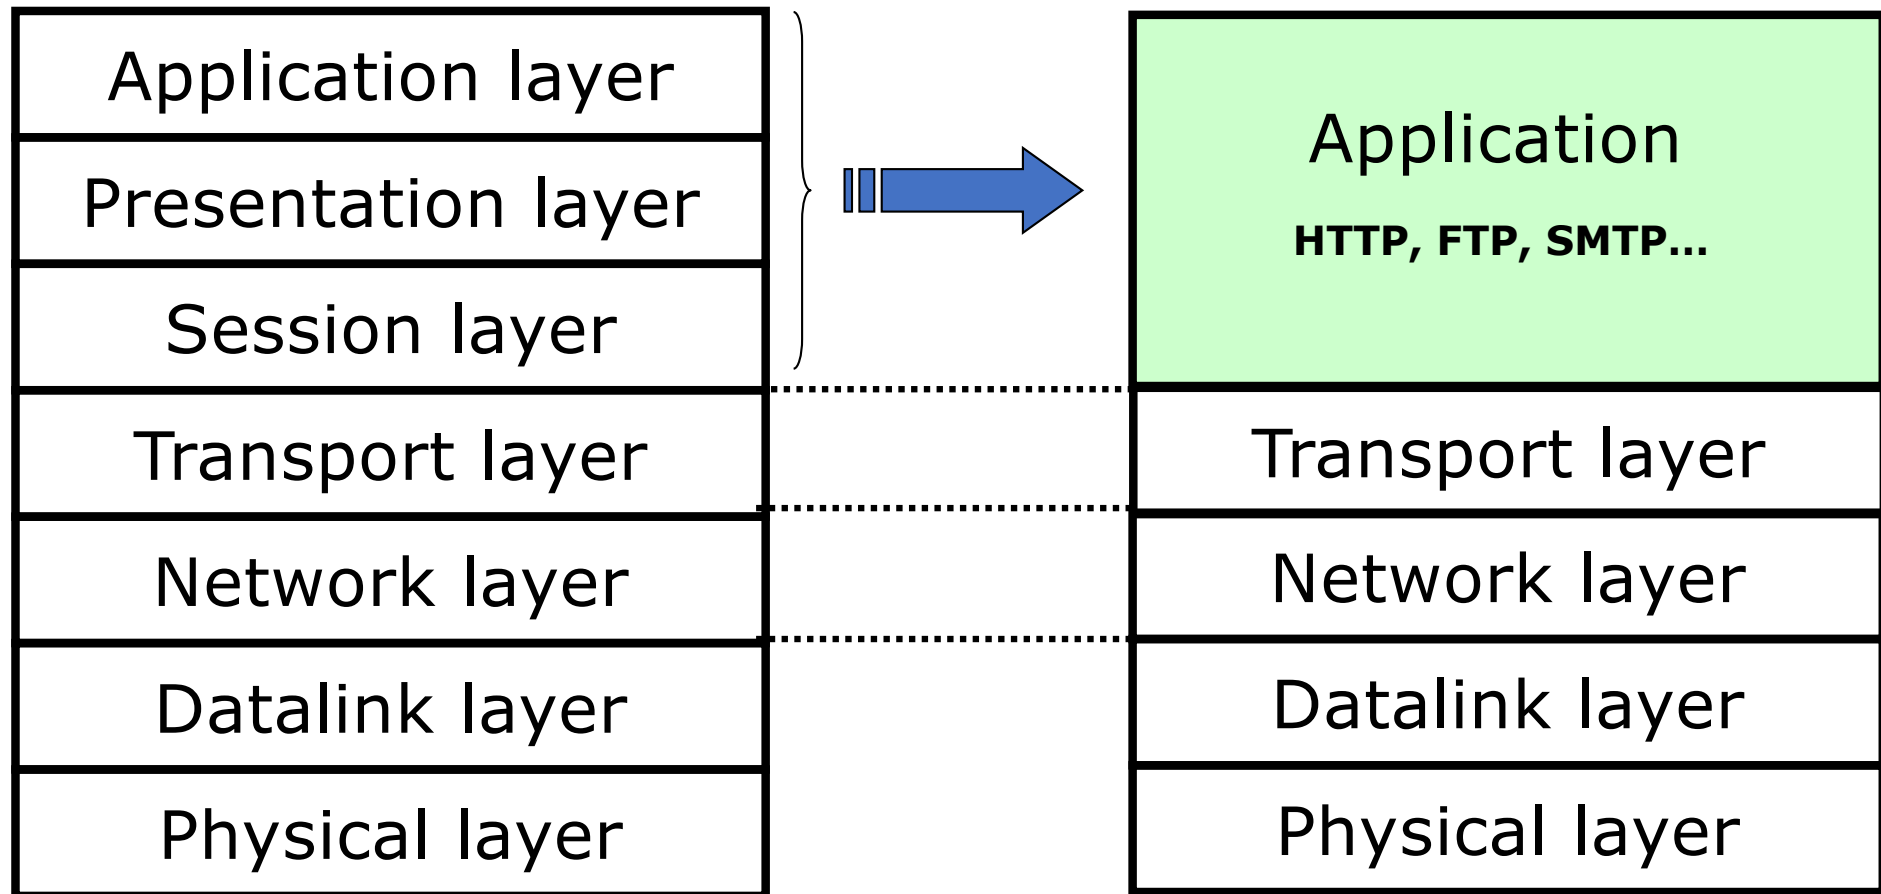 Application layer
Presentation layer
Session layer
Transport layer
Network layer
Datalink layer
Physical layer
Application
HTTP, FTP, SMTP...
Transport layer
Network layer
Datalink layer
Physical layer